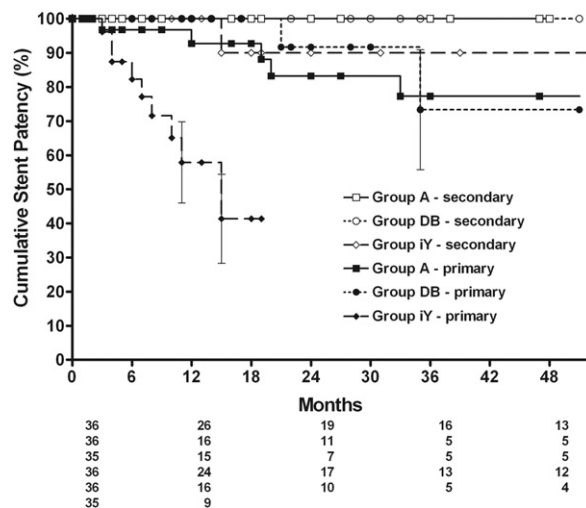 Cumulative Stent Patency (%)
100
90
80
70
60
50
40
30
20
10
0
Group A - secondary
Group DB - secondary
Group iY - secondary
Group A - primary
Group DB - primary
Group iY - primary
0 6 12 18 24 30 36 42 48
Months
36 26 19 16 13
36 16 11 5 5
35 15 7 5 5
36 24 17 13 12
36 16 10 5 4
35 9